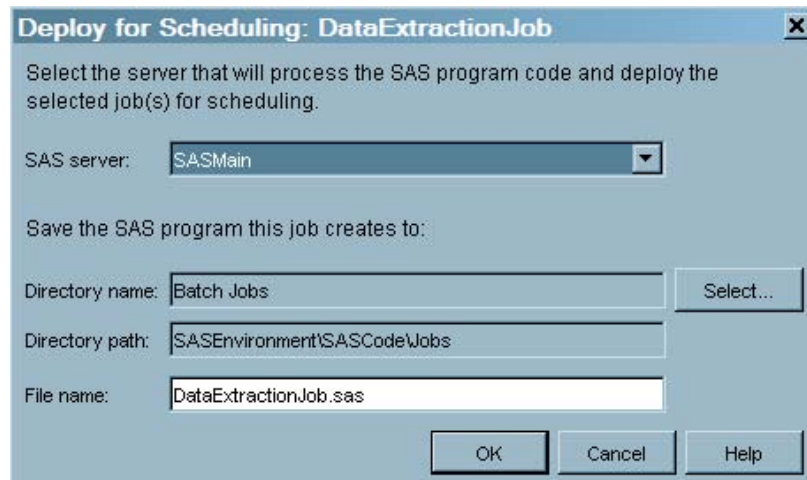 Deploy for Scheduling: DataExtractionJob
Select the server that will process the SAS program code and deploy the
selected job(s) for scheduling.
SAS server: SASMain
Save the SAS program this job creates to:
Directory name: Batch Jobs Select...
Directory path: SASEnvironment\SASCode\Jobs
File name: DataExtractionJob.sas
OK Cancel Help